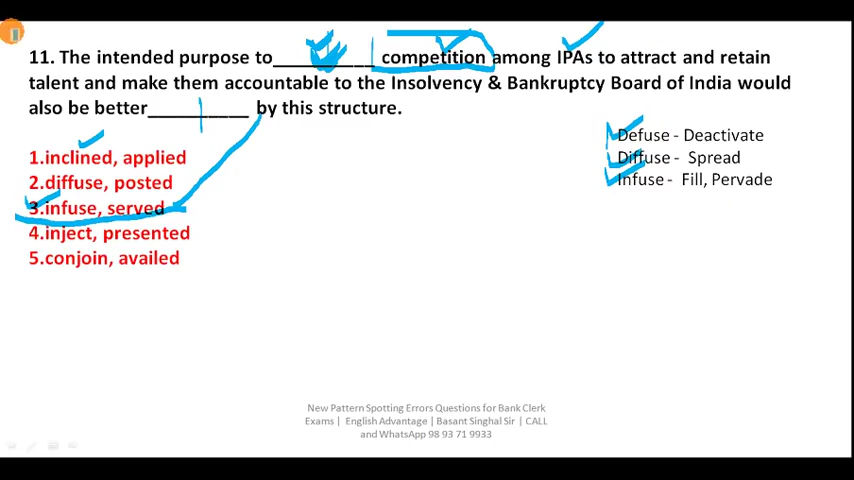 11. The intended purpose to__________ competition among IPAs to attract and retain
talent and make them accountable to the Insolvency & Bankruptcy Board of India would
also be better__________ by this structure.
Defuse - Deactivate
1.inclined, applied
Diffuse - Spread
2.diffuse, posted
Infuse - Fill, Pervade
3.infuse, served
4.inject, presented
5.conjoin, availed
New Pattern Spotting Errors Questions for Bank Clerk
Exams | English Advantage | Basant Singhal Sir | CALL
and WhatsApp 98 93 71 9933